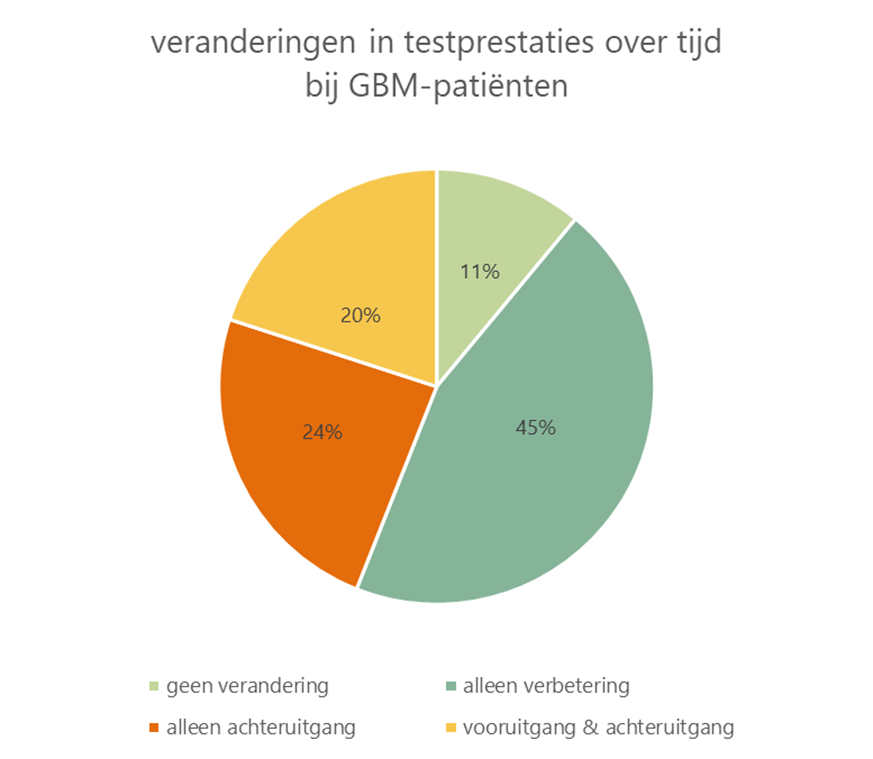 veranderingen in testprestaties over tijd
bij GBM-patiënten
11%
20%
45%
24%
geen verandering
alleen verbetering
alleen achteruitgang
vooruitgang & achteruitgang